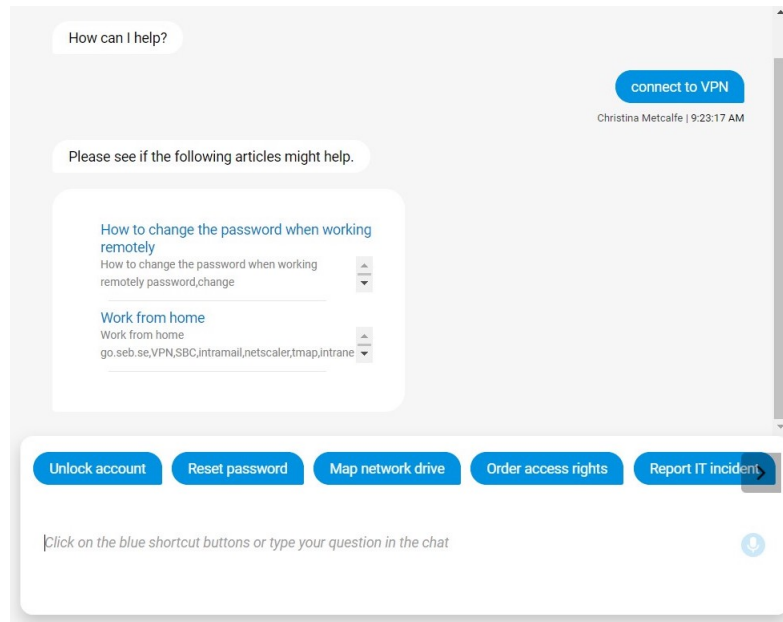 How can I help?
connect to VPN
Christina Metcalfe | 9:23:17 AM
Please see if the following articles might help.
How to change the password when working
remotely
How to change the password when working
remotely password,change
Work from home
Work from home
go.seb.se,VPN,SBC,intramail,netscaler,tmap,intrane
Unlock account
Reset password
Map network drive
Order access rights
Report IT incident
Click on the blue shortcut buttons or type your question in the chat